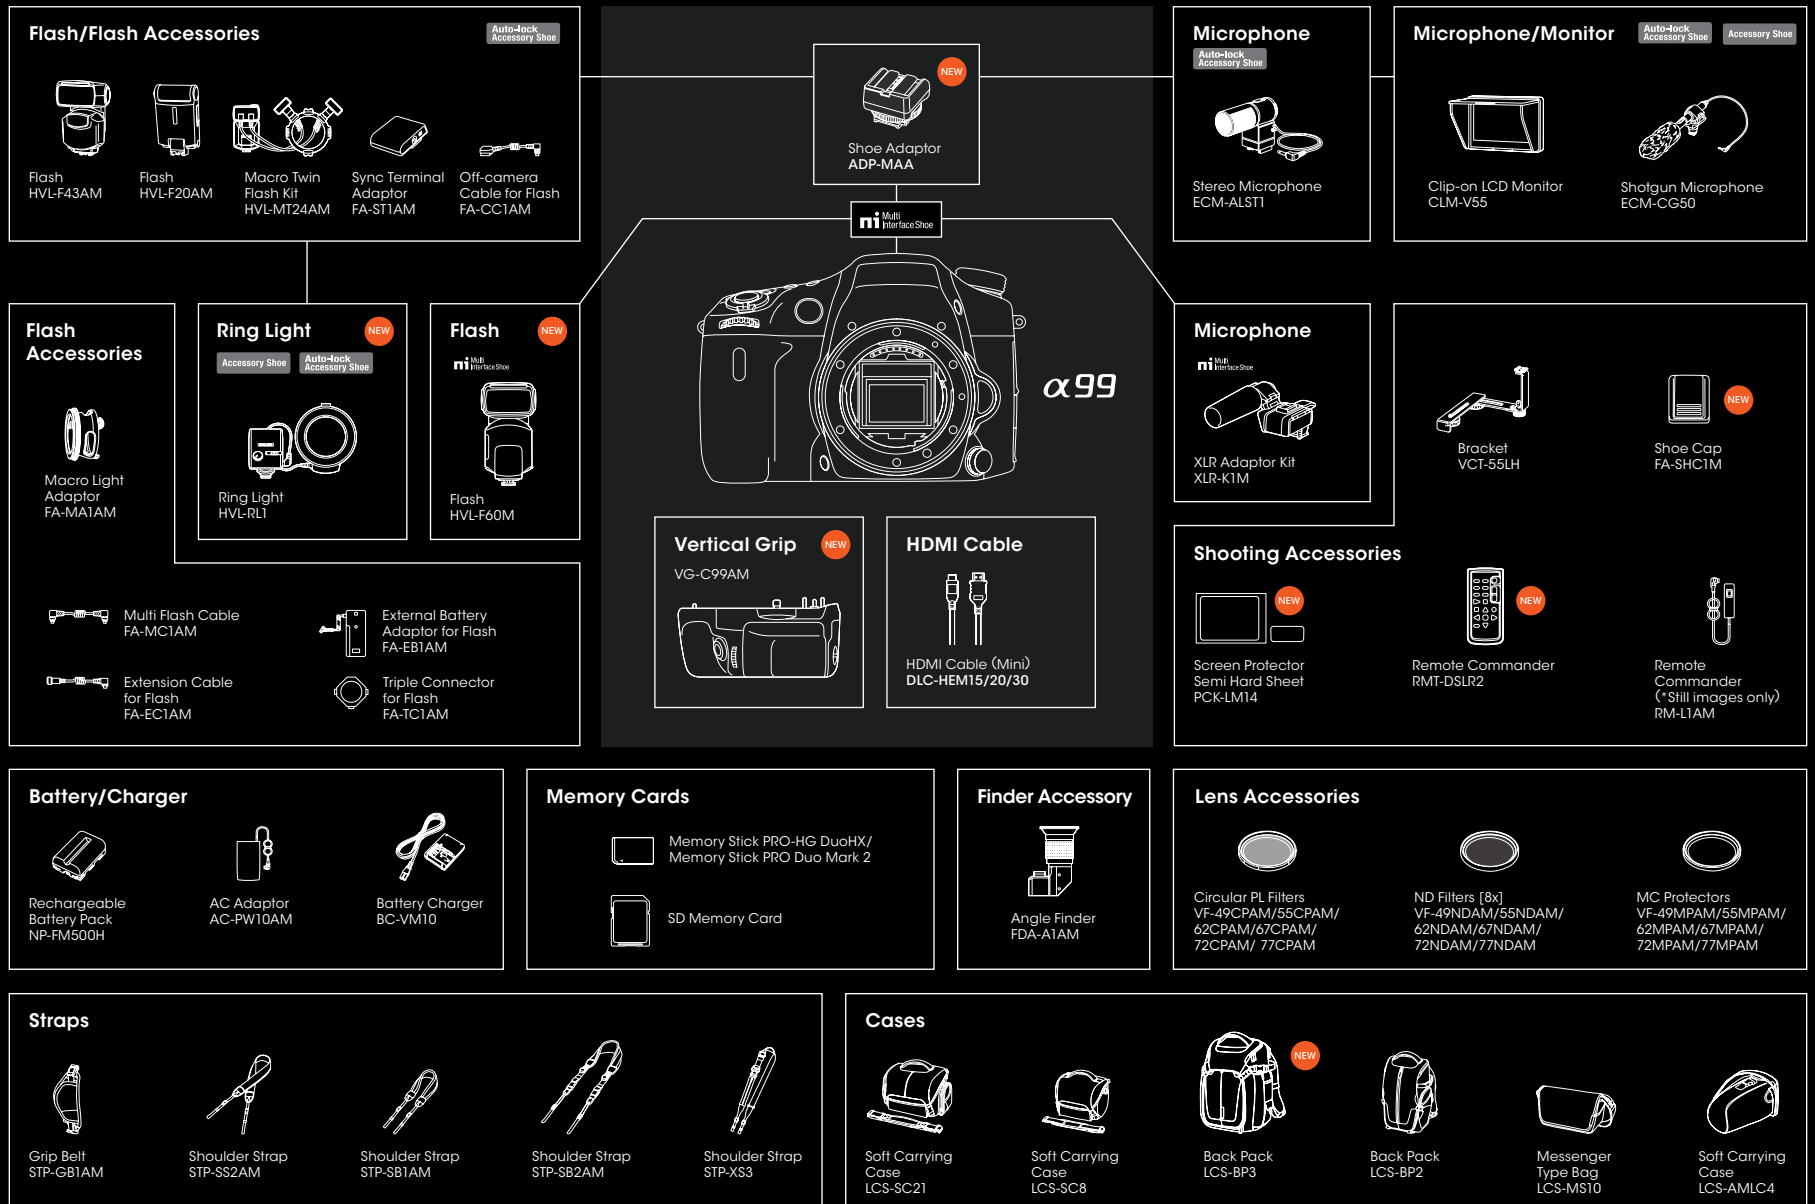 Flash/Flash Accessories
Auto-lock
Accessory Shoe
Flash
HVL-F43AM
Flash
HVL-F20AM
Macro Twin
Flash Kit
HVL-MT24AM
Sync Terminal
Adaptor
FA-ST1AM
Off-camera
Cable for Flash
FA-CC1AM
NEW
Shoe Adaptor
ADP-MAA
Multi
Interface Shoe
Microphone
Auto-lock
Accessory Shoe
Stereo Microphone
ECM-ALST1
Microphone/Monitor
Auto-lock
Accessory Shoe
Accessory Shoe
Clip-on LCD Monitor
CLM-V55
Shotgun Microphone
ECM-CG50
Flash
Accessories
Macro Light
Adaptor
FA-MA1AM
Multi Flash Cable
FA-MC1AM
External Battery
Adaptor for Flash
FA-EB1AM
Extension Cable
for Flash
FA-EC1AM
Triple Connector
for Flash
FA-TC1AM
Ring Light
NEW
Accessory Shoe
Auto-lock
Accessory Shoe
Ring Light
HVL-RL1
Flash
NEW
Multi
Interface Shoe
Flash
HVL-F60M
α99
Vertical Grip
NEW
VG-C99AM
HDMI Cable
HDMI Cable (Mini)
DLC-HEM15/20/30
Microphone
Multi
Interface Shoe
XLR Adaptor Kit
XLR-K1M
Bracket
VCT-55LH
NEW
Shoe Cap
FA-SHC1M
Shooting Accessories
NEW
Screen Protector
Semi Hard Sheet
PCK-LM14
NEW
Remote Commander
RMT-DSLR2
Remote
Commander
(*Still images only)
RM-L1AM
Battery/Charger
Rechargeable
Battery Pack
NP-FM500H
AC Adaptor
AC-PW10AM
Battery Charger
BC-VM10
Memory Cards
Memory Stick PRO-HG DuoHX/
Memory Stick PRO Duo Mark 2
SD Memory Card
Finder Accessory
Angle Finder
FDA-A1AM
Lens Accessories
Circular PL Filters
VF-49CPAM/55CPAM/
62CPAM/67CPAM/
72CPAM/ 77CPAM
ND Filters [8x]
VF-49NDAM/55NDAM/
62NDAM/67NDAM/
72NDAM/77NDAM
MC Protectors
VF-49MPAM/55MPAM/
62MPAM/67MPAM/
72MPAM/77MPAM
Straps
Grip Belt
STP-GB1AM
Shoulder Strap
STP-SS2AM
Shoulder Strap
STP-SB1AM
Shoulder Strap
STP-SB2AM
Shoulder Strap
STP-XS3
Cases
Soft Carrying
Case
LCS-SC21
Soft Carrying
Case
LCS-SC8
NEW
Back Pack
LCS-BP3
Back Pack
LCS-BP2
Messenger
Type Bag
LCS-MS10
Soft Carrying
Case
LCS-AMLC4